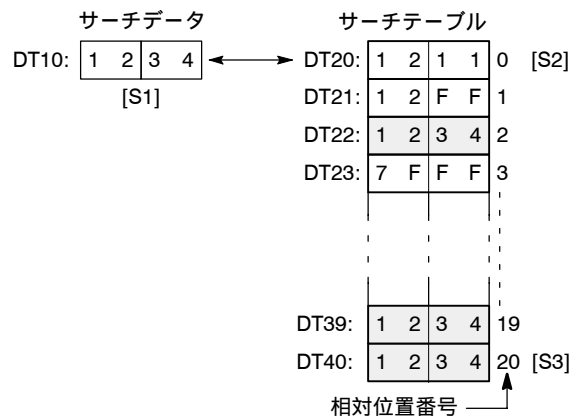 サーチデータ サーチテーブル
DT10: 1 2 3 4 DT20: 1 2 1 1 0 [S2]
[S1] DT21: 1 2 F F 1
DT22: 1 2 3 4 2
DT23: 7 F F F 3
DT39: 1 2 3 4 19
DT40: 1 2 3 4 20 [S3]
相対位置番号